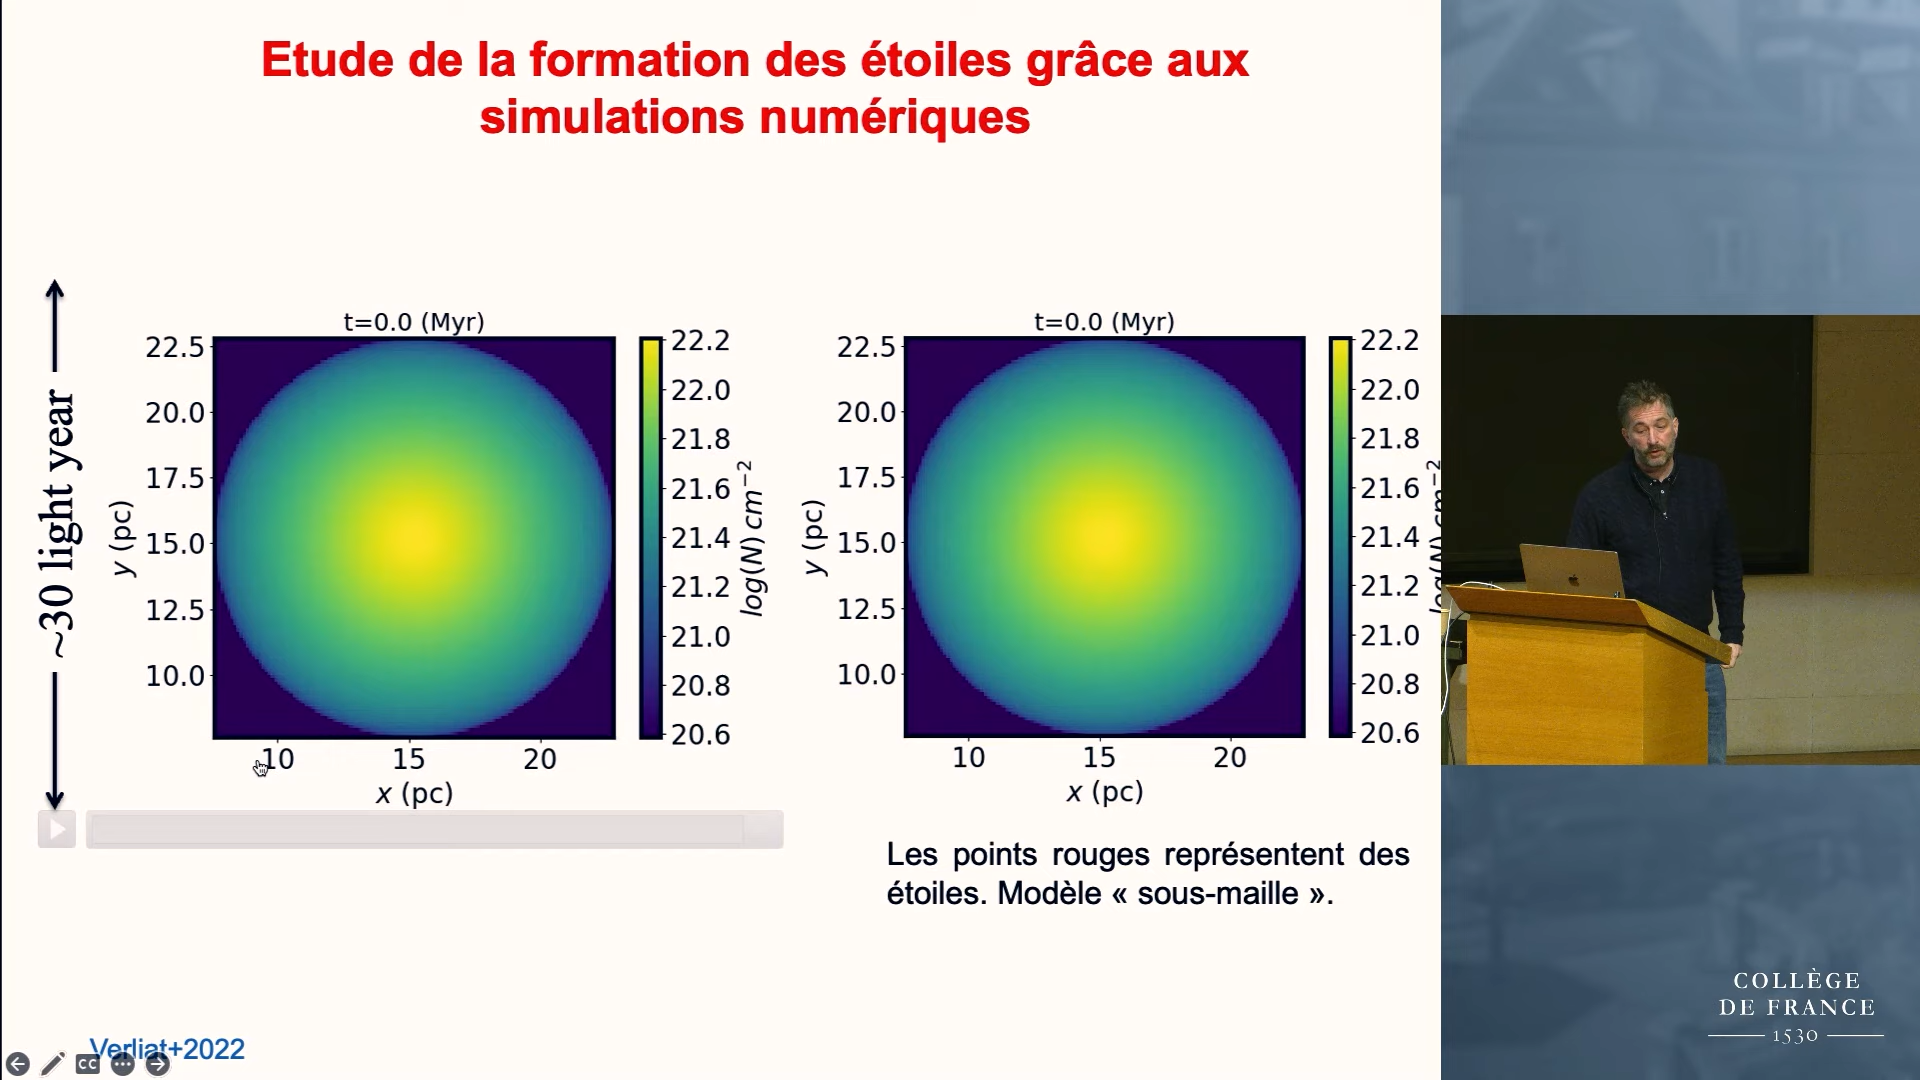 Etude de la formation des étoiles grâce aux
simulations numériques
~30 light year
t=0.0 (Myr)
22.5
20.0
17.5
15.0
12.5
10.0
y (pc)
10 15 20
x (pc)
22.2
22.0
21.8
21.6
21.4
21.2
21.0
20.8
20.6
log(N) cm⁻²
t=0.0 (Myr)
22.5
20.0
17.5
15.0
12.5
10.0
y (pc)
10 15 20
x (pc)
22.2
22.0
21.8
21.6
21.4
21.2
21.0
20.8
20.6
log(N) cm⁻²
Les points rouges représentent des
étoiles. Modèle « sous-maille ».
Verliat+2022
CC
COLLÈGE
DE FRANCE
1530